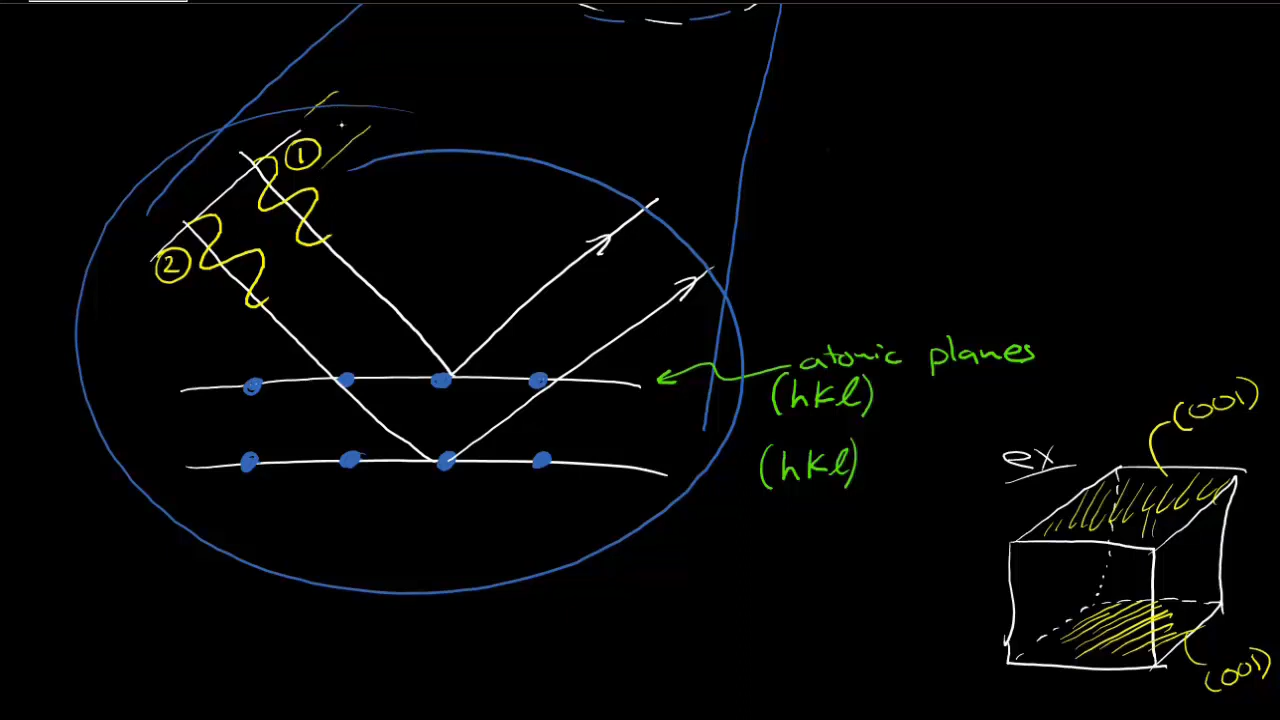 ①
②
atomic planes
(hkl)
(hkl)
ex
(001)
(001)